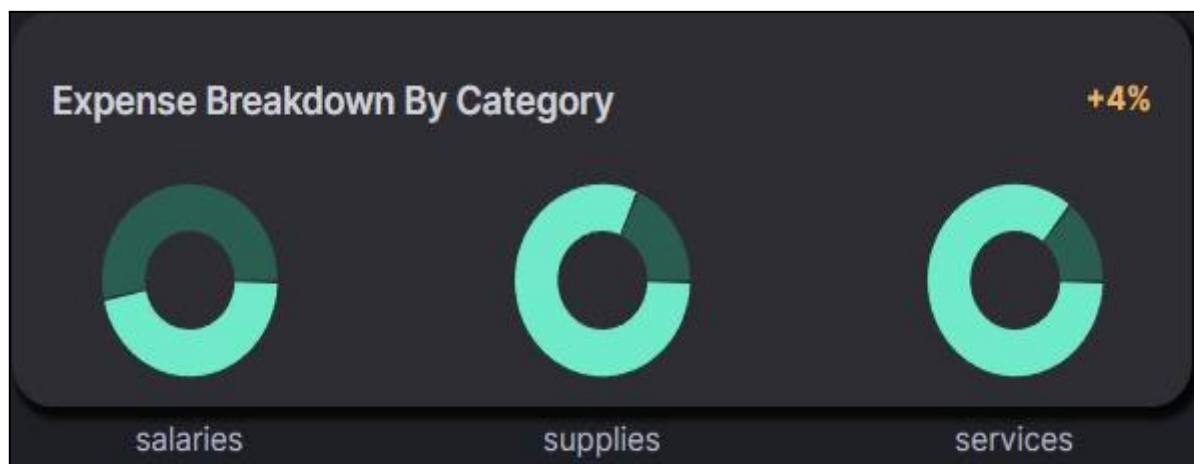 Expense Breakdown By Category
+4%
salaries
supplies
services